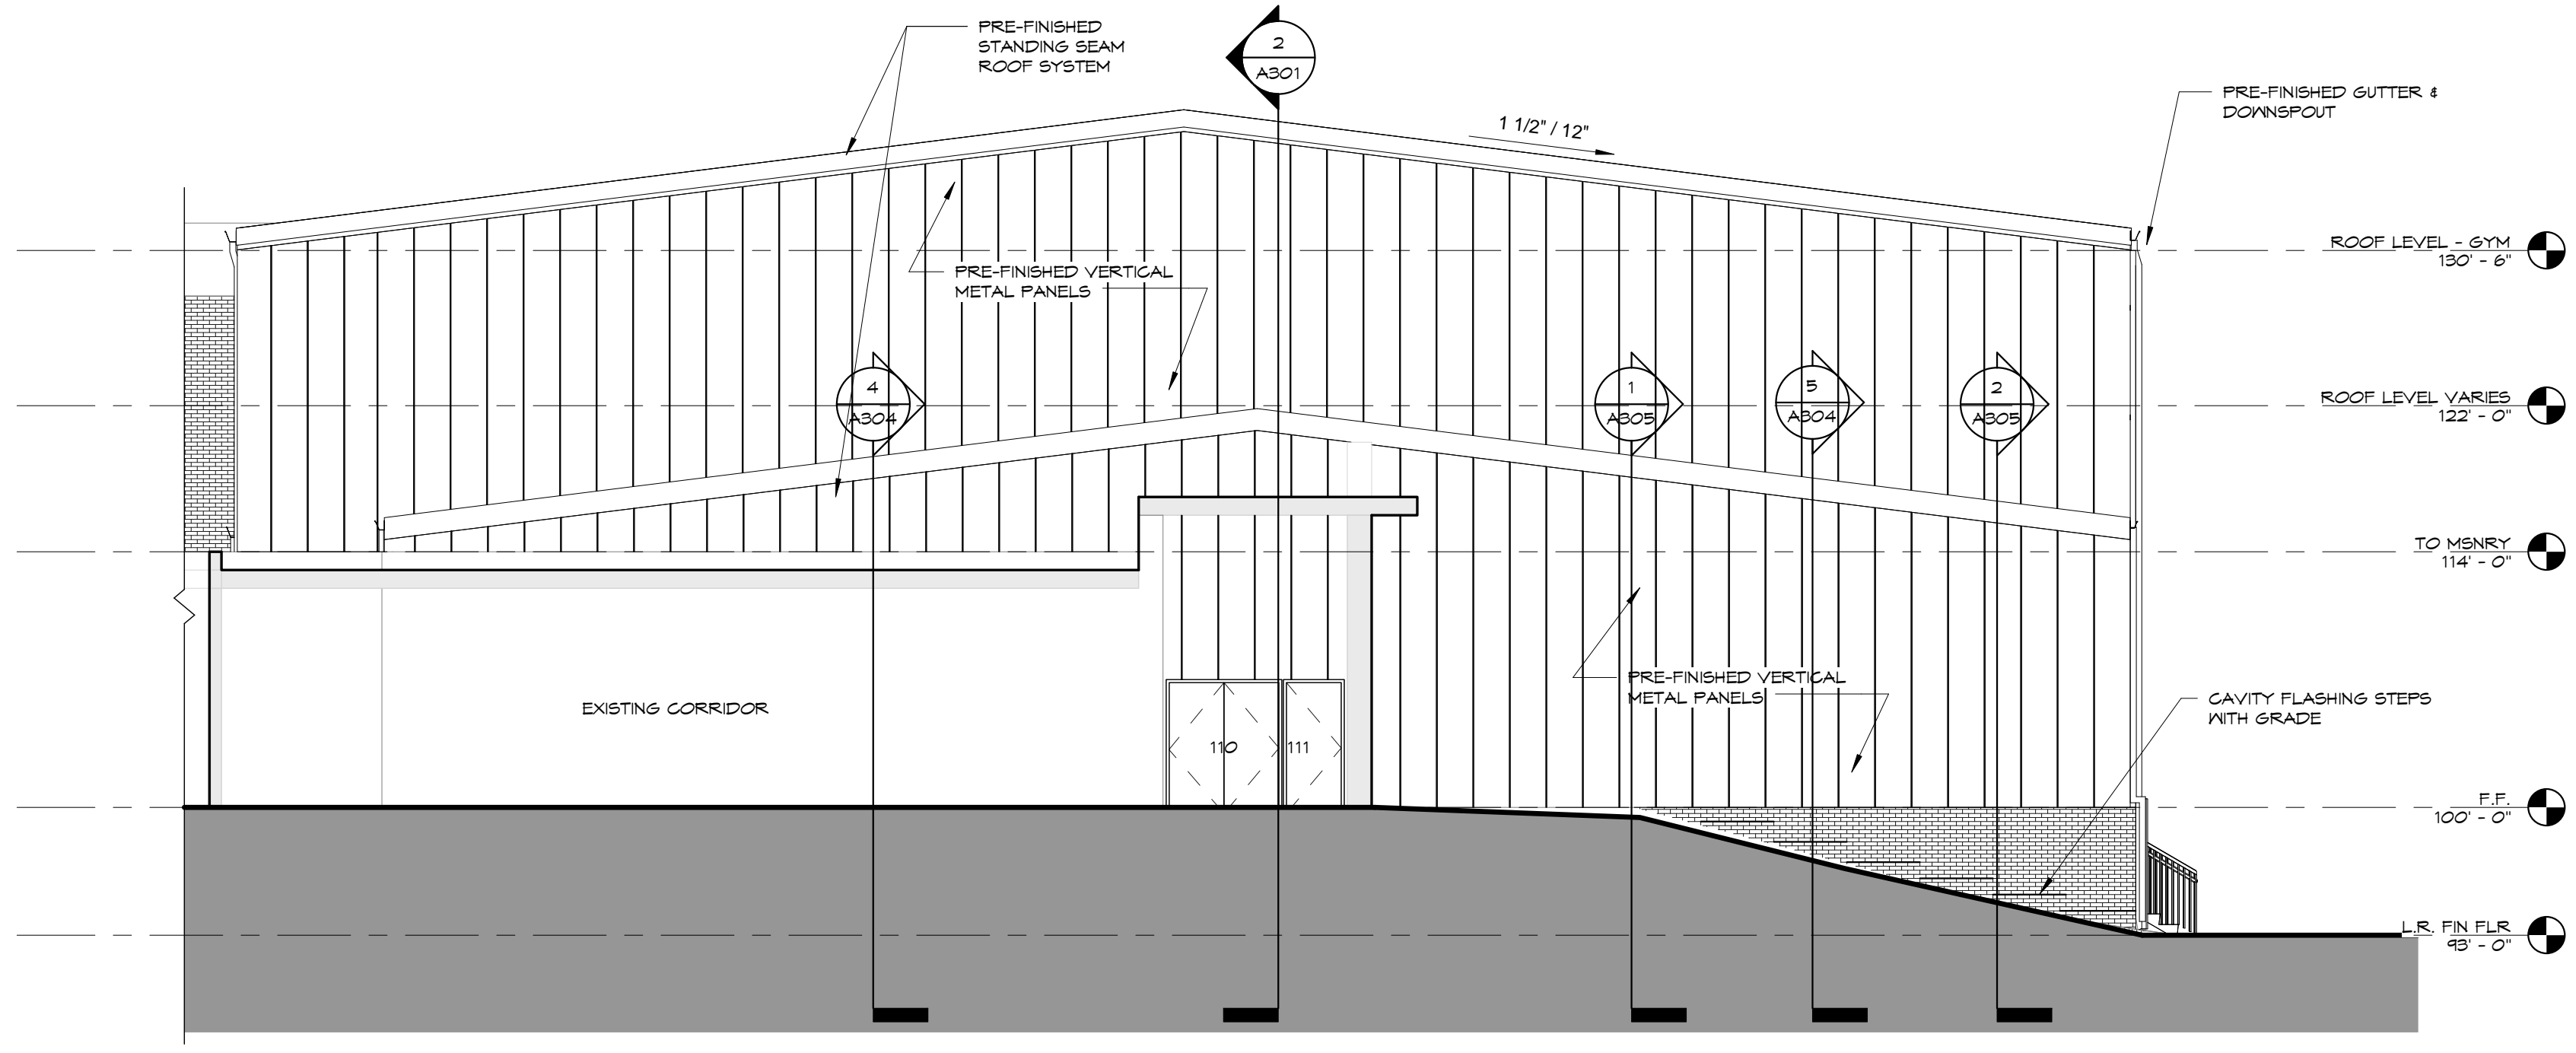 PRE-FINISHED
STANDING SEAM
ROOF SYSTEM
2
A301
1 1/2" / 12"
PRE-FINISHED GUTTER &
DOWNSPOUT
ROOF LEVEL - GYM
130' - 6"
PRE-FINISHED VERTICAL
METAL PANELS
4
A304
1
A305
5
A304
2
A305
ROOF LEVEL VARIES
122' - 0"
TO MSNRY
114' - 0"
EXISTING CORRIDOR
110
111
PRE-FINISHED VERTICAL
METAL PANELS
CAVITY FLASHING STEPS
WITH GRADE
F.F.
100' - 0"
L.R. FIN FLR
93' - 0"